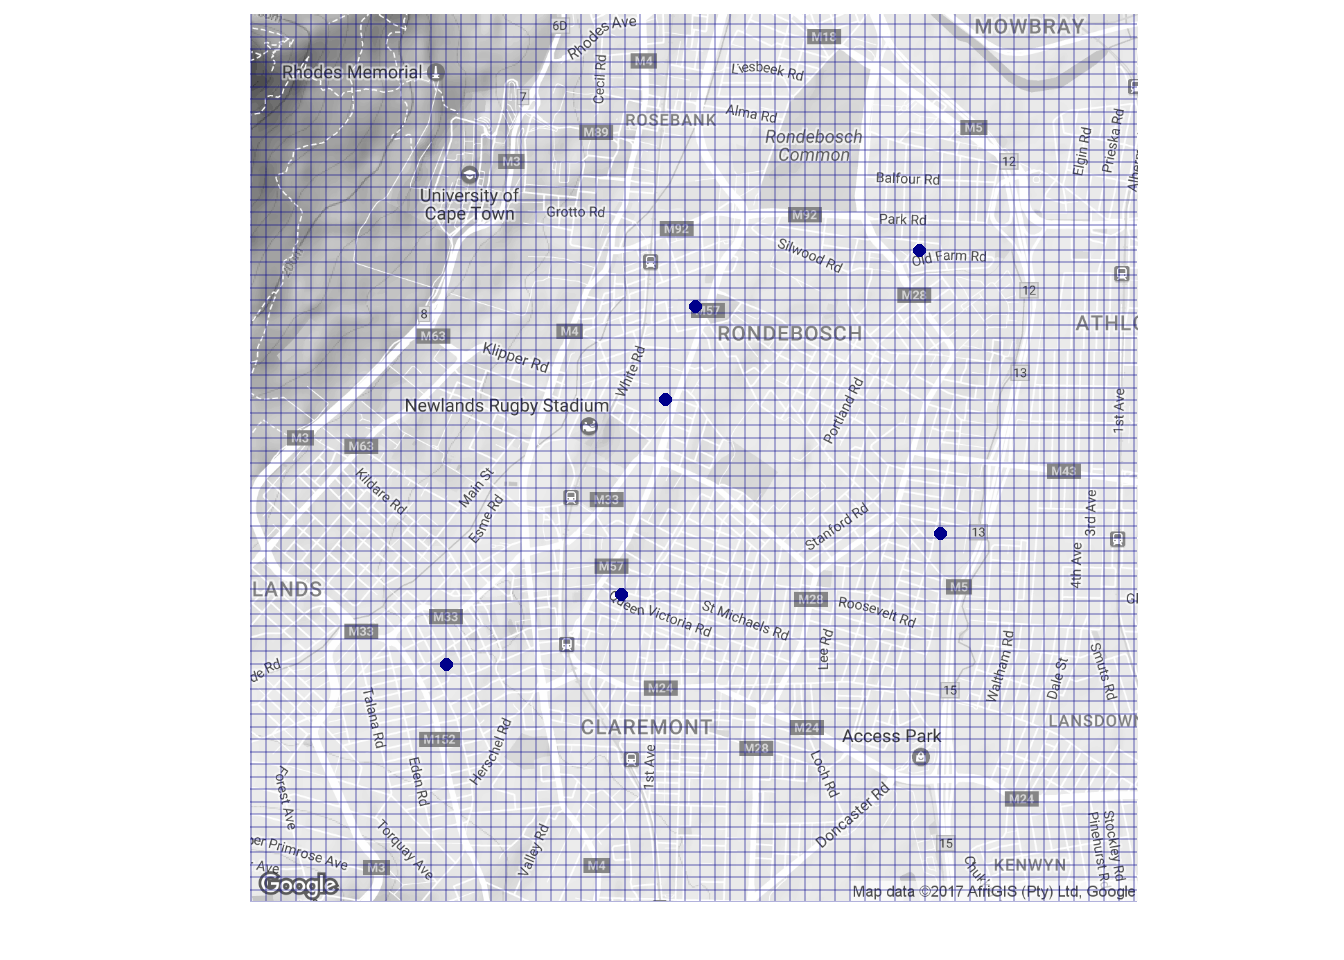 6D
Rhodes Ave
MOWBRAY
M18
M4
Rhodes Memorial
Liesbeek Rd
Cecil Rd
7
Alma Rd
ROSEBANK
M5
M89
Rondebosch
Common
Elgin Rd
Prieska Rd
M3
12
Balfour Rd
University of
Cape Town
Grotto Rd
M92
M92
Park Rd
Silwood Rd
Old Farm Rd
M28
12
8
M57
ATHLO
M63
M4
RONDEBOSCH
Klipper Rd
White Rd
13
Portland Rd
1st Ave
Newlands Rugby Stadium
M3
M63
M43
Kildare Rd
Main St
Esme Rd
M33
3rd Ave
Stanford Rd
13
M57
4th Ave
LANDS
M5
Queen Victoria Rd
St Michaels Rd
M28
Roosevelt Rd
M33
M33
Lee Rd
Waltham Rd
Dale St
Smuts Rd
de Rd
M24
15
Talana Rd
CLAREMONT
M24
LANSDOWN
M152
Herschel Rd
M28
Access Park
1st Ave
Eden Rd
Loch Rd
Forest Ave
Doncaster Rd
M24
Torquay Ave
Valley Rd
15
Pinehurst R
Stockley Rd
er Primrose Ave
Ave
M3
M4
KENWYN
Google
Map data ©2017 AfriGIS (Pty) Ltd, Google